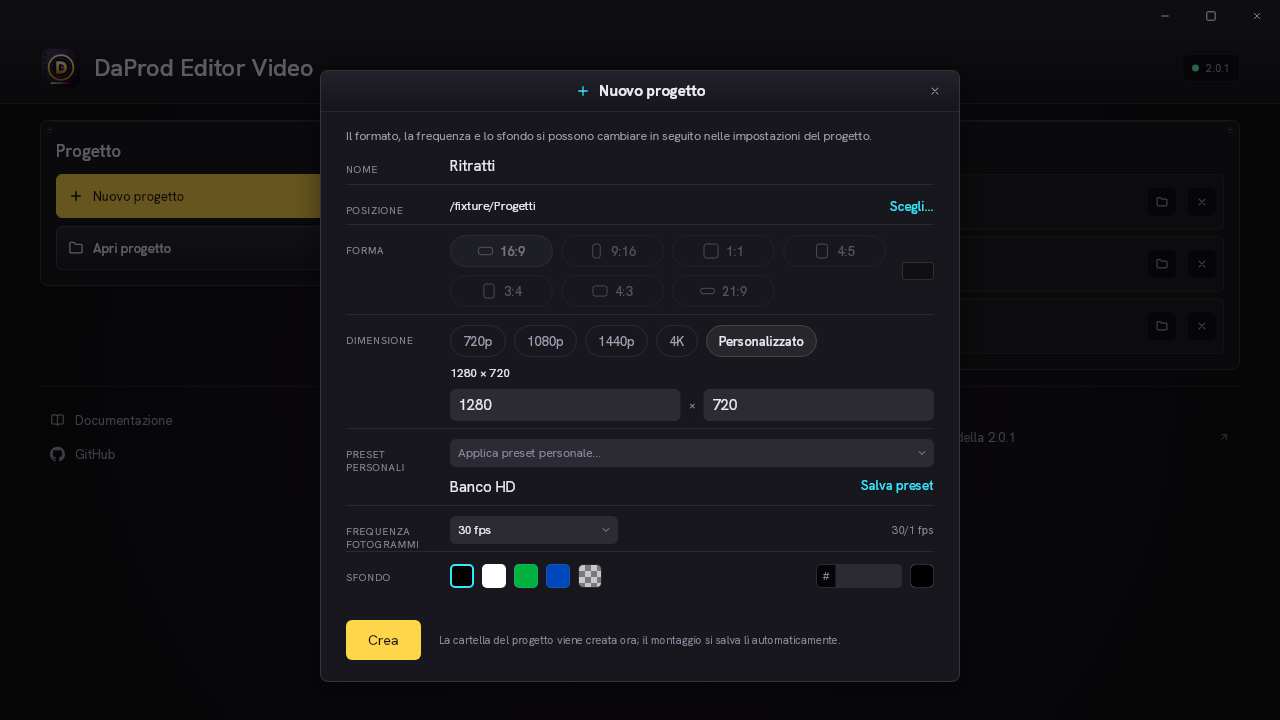 DaProd Editor Video
2.0.1
Nuovo progetto
Il formato, la frequenza e lo sfondo si possono cambiare in seguito nelle impostazioni del progetto.
Progetto
Nuovo progetto
Apri progetto
Documentazione
GitHub
della 2.0.1
NOME
Ritratti
POSIZIONE
/fixture/Progetti
Scegli...
FORMA
16:9
9:16
1:1
4:5
3:4
4:3
21:9
DIMENSIONE
720p
1080p
1440p
4K
Personalizzato
1280 × 720
1280
×
720
PRESET
PERSONALI
Applica preset personale...
Banco HD
Salva preset
FREQUENZA
FOTOGRAMMI
30 fps
30/1 fps
SFONDO
#
Crea
La cartella del progetto viene creata ora; il montaggio si salva lì automaticamente.